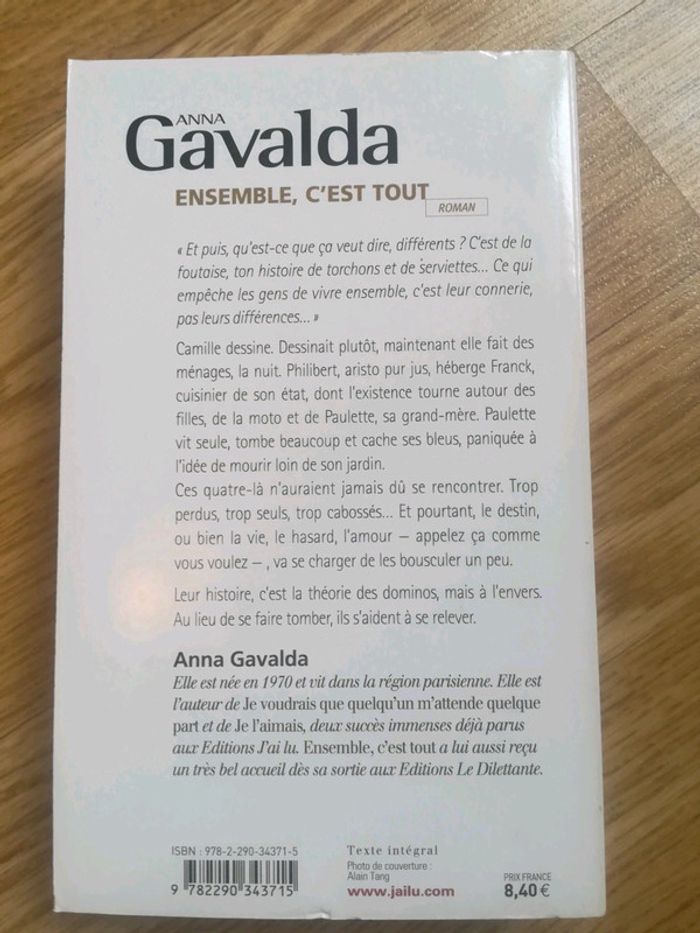 ANNA
Gavalda
ENSEMBLE, C'EST TOUT
ROMAN
« Et puis, qu'est-ce que ça veut dire, différents ? C'est de la
foutaise, ton histoire de torchons et de serviettes... Ce qui
empêche les gens de vivre ensemble, c'est leur connerie,
pas leurs différences... »
Camille dessine. Dessinait plutôt, maintenant elle fait des
ménages, la nuit. Philibert, aristo pur jus, héberge Franck,
cuisinier de son état, dont l'existence tourne autour des
filles, de la moto et de Paulette, sa grand-mère. Paulette
vit seule, tombe beaucoup et cache ses bleus, paniquée à
l'idée de mourir loin de son jardin.
Ces quatre-là n'auraient jamais dû se rencontrer. Trop
perdus, trop seuls, trop cabossés... Et pourtant, le destin,
ou bien la vie, le hasard, l'amour — appelez ça comme
vous voulez — , va se charger de les bousculer un peu.
Leur histoire, c'est la théorie des dominos, mais à l'envers.
Au lieu de se faire tomber, ils s'aident à se relever.
Anna Gavalda
Elle est née en 1970 et vit dans la région parisienne. Elle est
l'auteur de Je voudrais que quelqu'un m'attende quelque
part et de Je l'aimais, deux succès immenses déjà parus
aux Editions J'ai lu. Ensemble, c'est tout a lui aussi reçu
un très bel accueil dès sa sortie aux Editions Le Dilettante.
ISBN : 978-2-290-34371-5
9 782290 343715
Texte intégral
Photo de couverture :
Alain Tang
www.jailu.com
PRIX FRANCE
8,40 €